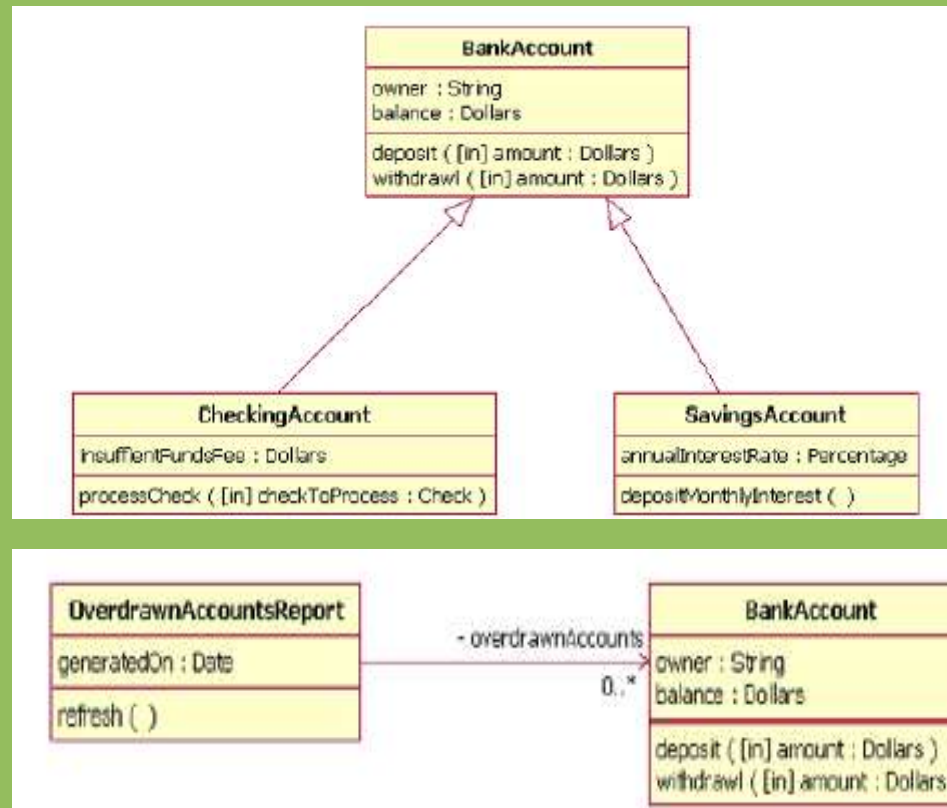 BankAccount
owner : String
balance : Dollars
deposit ( [in] amount : Dollars )
withdrawl ( [in] amount : Dollars )
CheckingAccount
insuffientFundsFee : Dollars
processCheck ( [in] checkToProcess : Check )
SavingsAccount
annualInterestRate : Percentage
depositMonthlyInterest ( )
OverdrawnAccountsReport
generatedOn : Date
refresh ( )
- overdrawnAccounts
0..*
BankAccount
owner : String
balance : Dollars
deposit ( [in] amount : Dollars )
withdrawl ( [in] amount : Dollars